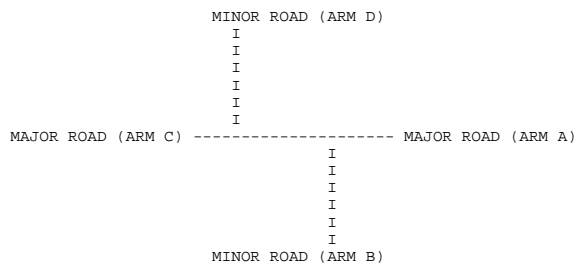 MINOR ROAD (ARM D)
I
I
I
I
I
I
MAJOR ROAD (ARM C) --------------------- MAJOR ROAD (ARM A)
I
I
I
I
I
I
MINOR ROAD (ARM B)